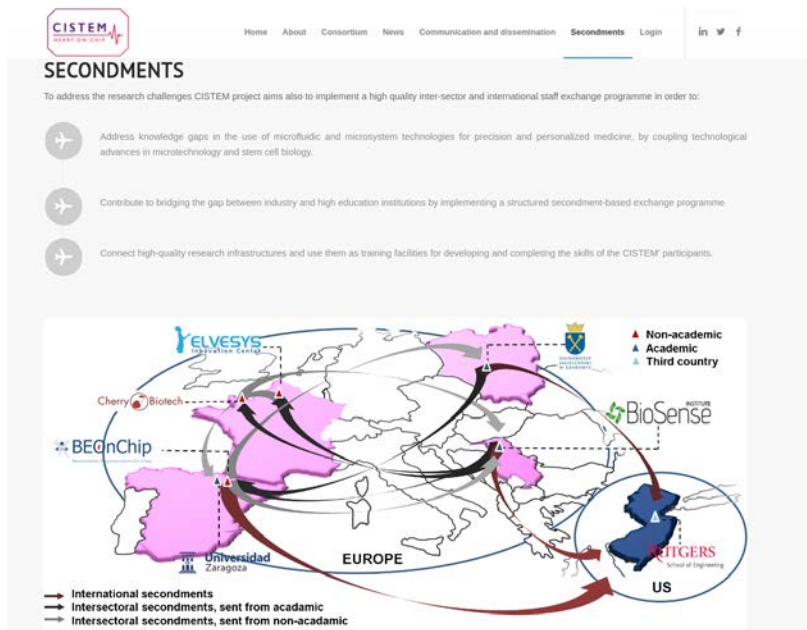 CISTEM
HEART-ON-CHIP
Home About Consortium News Communication and dissemination Secondments Login
SECONDMENTS
To address the research challenges CISTEM project aims also to implement a high quality inter-sector and international staff exchange programme in order to:
Address knowledge gaps in the use of microfluidic and microsystem technologies for precision and personalized medicine, by coupling technological
advances in microtechnology and stem cell biology.
Contribute to bridging the gap between industry and high education institutions by implementing a structured secondment-based exchange programme
Connect high-quality research infrastructures and use them as training facilities for developing and completing the skills of the CISTEM' participants.
ELVESYS
Innovation Center
Non-academic
Academic
Third country
Cherry Biotech
INSTITUTE
BioSense
BEOnChip
Universidad
Zaragoza
EUROPE
RUTGERS
School of Engineering
US
International secondments
Intersectoral secondments, sent from acadamic
Intersectoral secondments, sent from non-acadamic